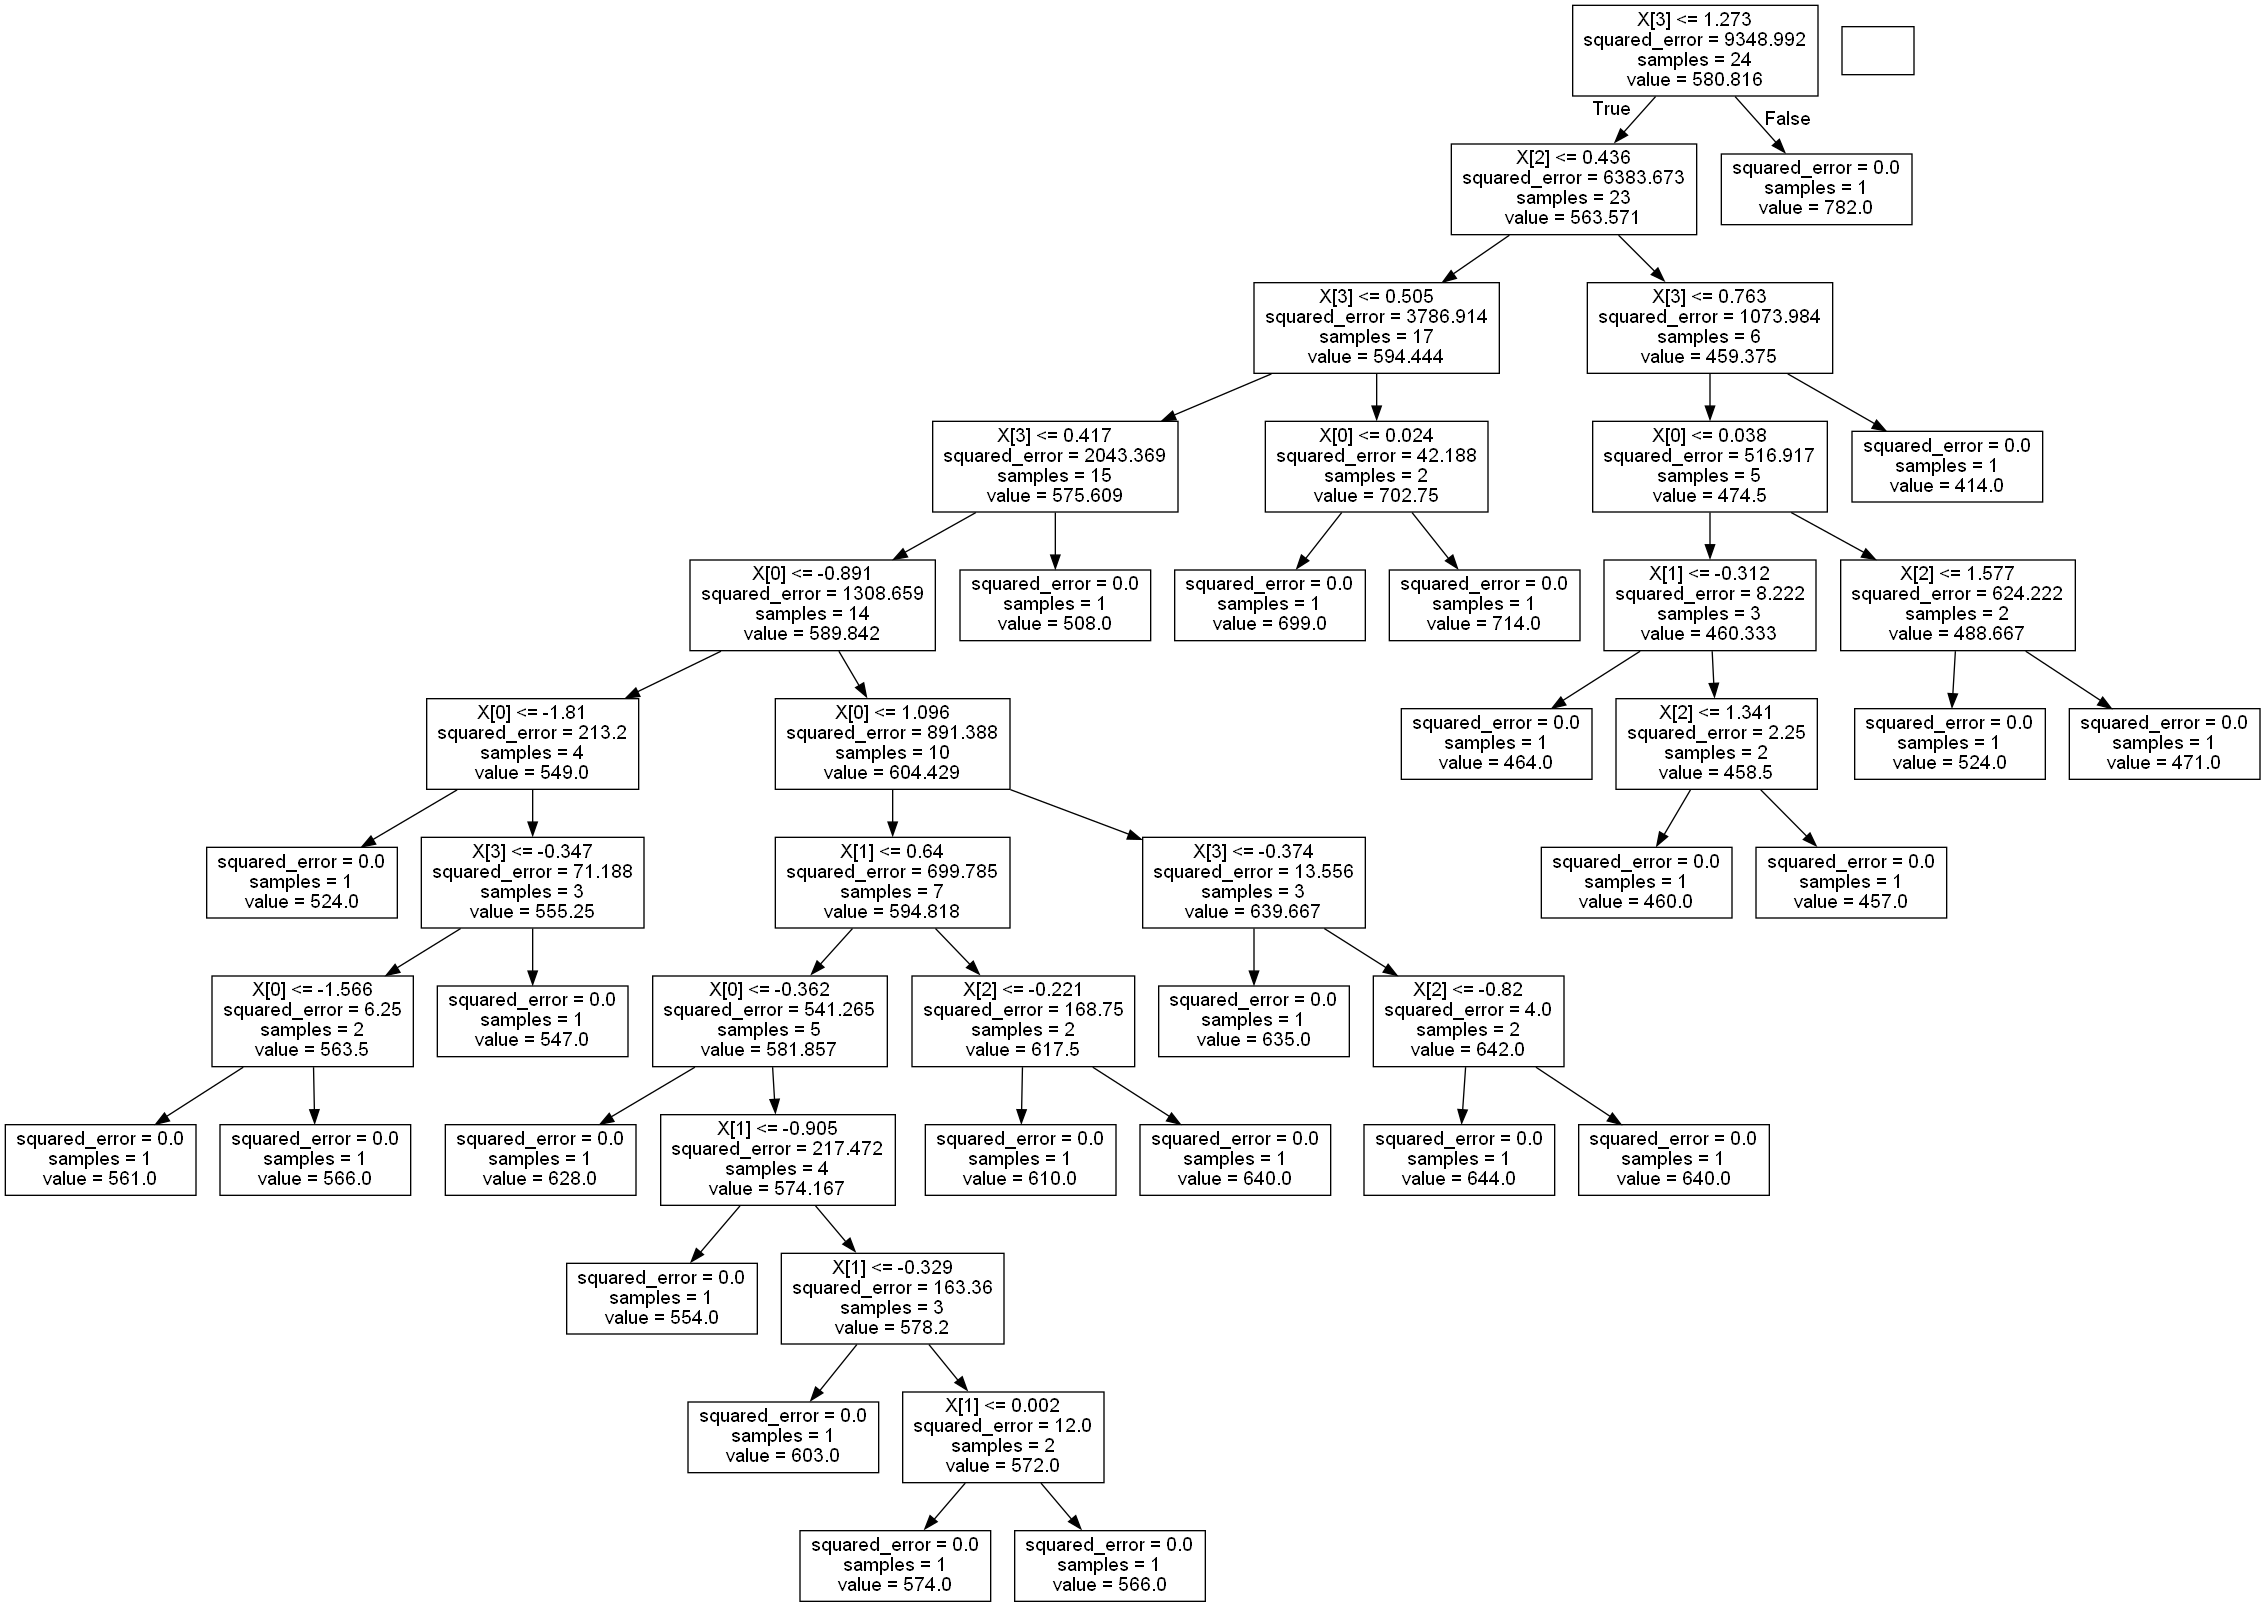 X[3] <= 1.273
squared_error = 9348.992
samples = 24
value = 580.816
True
False
X[2] <= 0.436
squared_error = 6383.673
samples = 23
value = 563.571
squared_error = 0.0
samples = 1
value = 782.0
X[3] <= 0.505
squared_error = 3786.914
samples = 17
value = 594.444
X[3] <= 0.763
squared_error = 1073.984
samples = 6
value = 459.375
X[3] <= 0.417
squared_error = 2043.369
samples = 15
value = 575.609
X[0] <= 0.024
squared_error = 42.188
samples = 2
value = 702.75
X[0] <= 0.038
squared_error = 516.917
samples = 5
value = 474.5
squared_error = 0.0
samples = 1
value = 414.0
X[0] <= -0.891
squared_error = 1308.659
samples = 14
value = 589.842
squared_error = 0.0
samples = 1
value = 508.0
squared_error = 0.0
samples = 1
value = 699.0
squared_error = 0.0
samples = 1
value = 714.0
X[1] <= -0.312
squared_error = 8.222
samples = 3
value = 460.333
X[2] <= 1.577
squared_error = 624.222
samples = 2
value = 488.667
X[0] <= -1.81
squared_error = 213.2
samples = 4
value = 549.0
X[0] <= 1.096
squared_error = 891.388
samples = 10
value = 604.429
squared_error = 0.0
samples = 1
value = 464.0
X[2] <= 1.341
squared_error = 2.25
samples = 2
value = 458.5
squared_error = 0.0
samples = 1
value = 524.0
squared_error = 0.0
samples = 1
value = 471.0
squared_error = 0.0
samples = 1
value = 524.0
X[3] <= -0.347
squared_error = 71.188
samples = 3
value = 555.25
X[1] <= 0.64
squared_error = 699.785
samples = 7
value = 594.818
X[3] <= -0.374
squared_error = 13.556
samples = 3
value = 639.667
squared_error = 0.0
samples = 1
value = 460.0
squared_error = 0.0
samples = 1
value = 457.0
X[0] <= -1.566
squared_error = 6.25
samples = 2
value = 563.5
squared_error = 0.0
samples = 1
value = 547.0
X[0] <= -0.362
squared_error = 541.265
samples = 5
value = 581.857
X[2] <= -0.221
squared_error = 168.75
samples = 2
value = 617.5
squared_error = 0.0
samples = 1
value = 635.0
X[2] <= -0.82
squared_error = 4.0
samples = 2
value = 642.0
squared_error = 0.0
samples = 1
value = 561.0
squared_error = 0.0
samples = 1
value = 566.0
squared_error = 0.0
samples = 1
value = 628.0
X[1] <= -0.905
squared_error = 217.472
samples = 4
value = 574.167
squared_error = 0.0
samples = 1
value = 610.0
squared_error = 0.0
samples = 1
value = 640.0
squared_error = 0.0
samples = 1
value = 644.0
squared_error = 0.0
samples = 1
value = 640.0
squared_error = 0.0
samples = 1
value = 554.0
X[1] <= -0.329
squared_error = 163.36
samples = 3
value = 578.2
squared_error = 0.0
samples = 1
value = 603.0
X[1] <= 0.002
squared_error = 12.0
samples = 2
value = 572.0
squared_error = 0.0
samples = 1
value = 574.0
squared_error = 0.0
samples = 1
value = 566.0